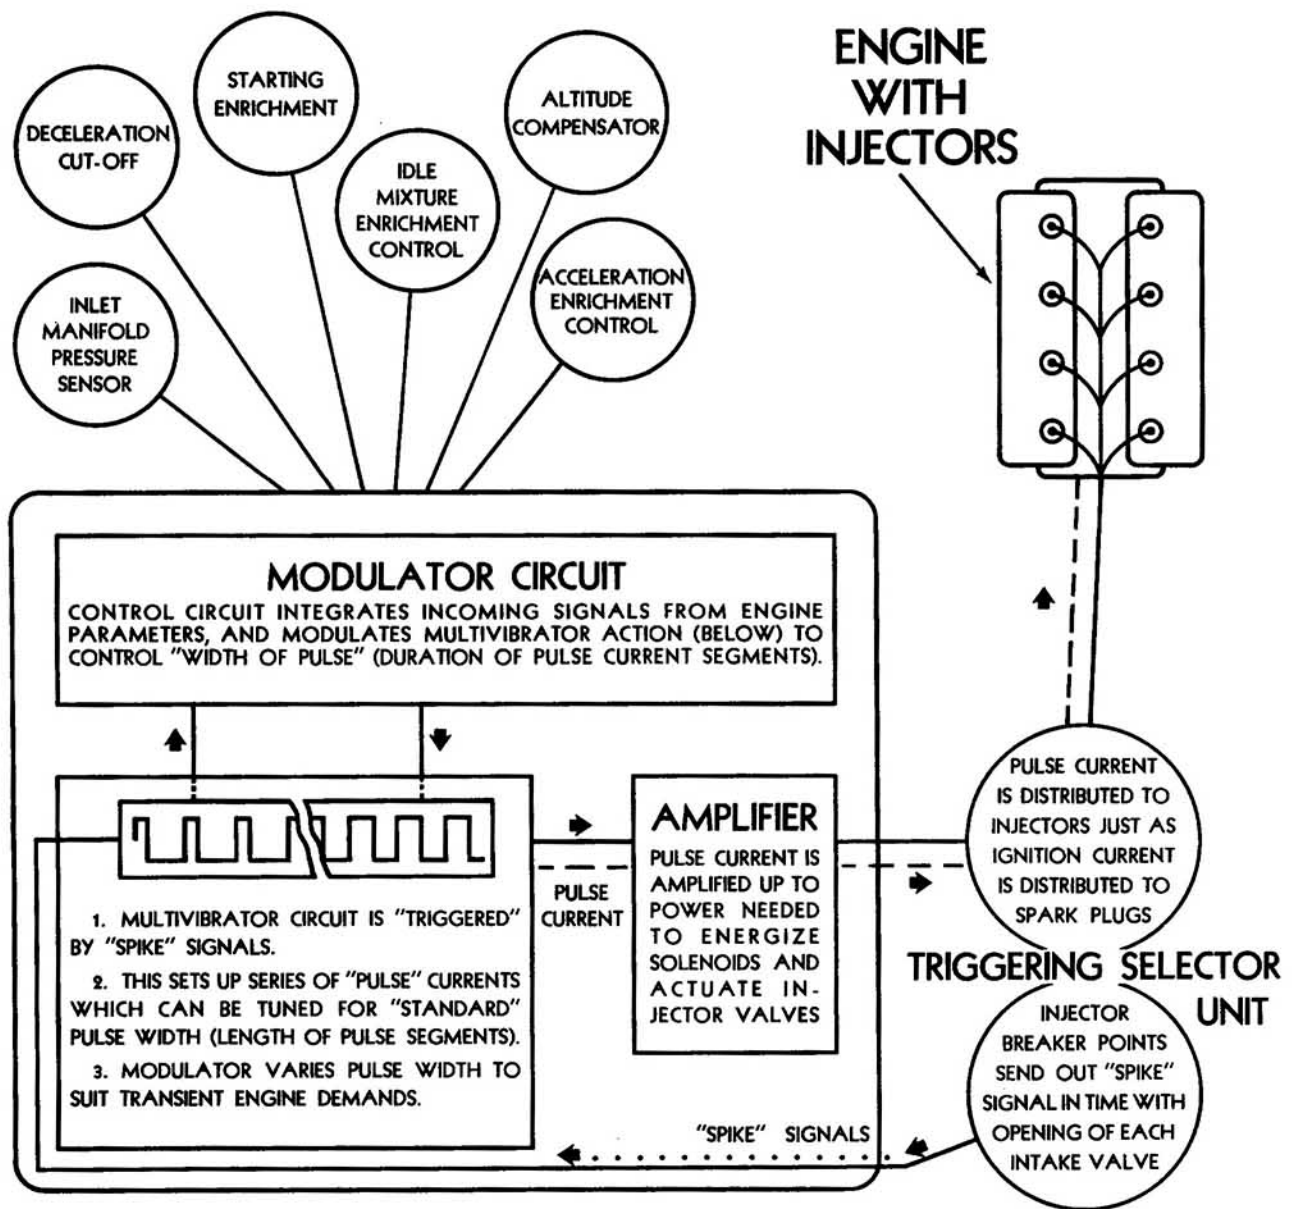 DECELERATION
CUT-OFF
STARTING
ENRICHMENT
IDLE
MIXTURE
ENRICHMENT
CONTROL
ALTITUDE
COMPENSATOR
INLET
MANIFOLD
PRESSURE
SENSOR
ACCELERATION
ENRICHMENT
CONTROL
ENGINE
WITH
INJECTORS
MODULATOR CIRCUIT
CONTROL CIRCUIT INTEGRATES INCOMING SIGNALS FROM ENGINE
PARAMETERS, AND MODULATES MULTIVIBRATOR ACTION (BELOW) TO
CONTROL "WIDTH OF PULSE" (DURATION OF PULSE CURRENT SEGMENTS).
1. MULTIVIBRATOR CIRCUIT IS "TRIGGERED"
BY "SPIKE" SIGNALS.
2. THIS SETS UP SERIES OF "PULSE" CURRENTS
WHICH CAN BE TUNED FOR "STANDARD"
PULSE WIDTH (LENGTH OF PULSE SEGMENTS).
3. MODULATOR VARIES PULSE WIDTH TO
SUIT TRANSIENT ENGINE DEMANDS.
PULSE
CURRENT
AMPLIFIER
PULSE CURRENT IS
AMPLIFIED UP TO
POWER NEEDED
TO ENERGIZE
SOLENOIDS AND
ACTUATE IN-
JECTOR VALVES
PULSE CURRENT
IS DISTRIBUTED TO
INJECTORS JUST AS
IGNITION CURRENT
IS DISTRIBUTED TO
SPARK PLUGS
TRIGGERING SELECTOR
UNIT
INJECTOR
BREAKER POINTS
SEND OUT "SPIKE"
SIGNAL IN TIME WITH
OPENING OF EACH
INTAKE VALVE
"SPIKE" SIGNALS